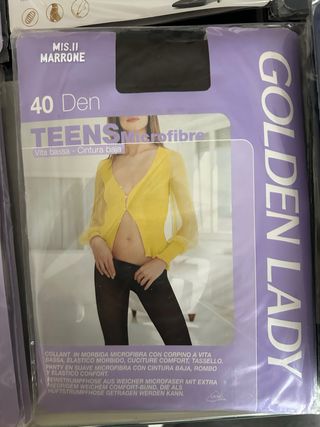 MIS.II
MARRONE
40 Den
TEENS Microfibre
Vita bassa - Cintura baja
GOLDEN LADY
COLLANT IN MORBIDA MICROFIBRA CON CORPINO A VITA
BASSA, ELASTICO MORBIDO, CUCITURE COMFORT, TASSELLO.
PANTY EN SUAVE MICROFIBRA CON CINTURA BAJA, ROMBO
Y ELASTICO CONFORT.
FEINSTRUMPFHOSE AUS WEICHER MICROFASER MIT EXTRA
NIEDRIGEM WEICHEM COMFORT-BUND, DIE ALS
HÜFTSTRUMPFHOSE GETRAGEN WERDEN KANN.